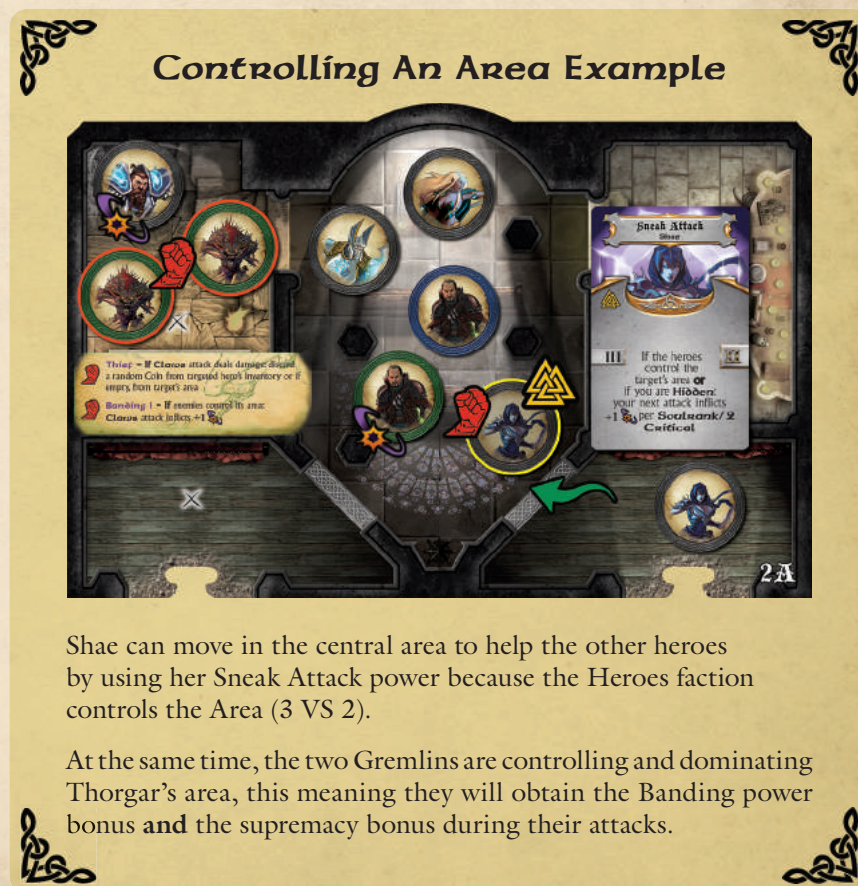 Controlling An Area Example
Sneak Attack
Shae
III
II
If the heroes
control the
target's area or
if you are Hidden:
your next attack inflicts
+1 per Soulrank/2
Critical
Thief - If Claws attack deals damage: discard
a random Coin from targeted hero's inventory or if
empty, from target's area
Banding 1 - If enemies control its area:
Claws attack inflicts +1
2A
Shae can move in the central area to help the other heroes
by using her Sneak Attack power because the Heroes faction
controls the Area (3 VS 2).
At the same time, the two Gremlins are controlling and dominating
Thorgar's area, this meaning they will obtain the Banding power
bonus and the supremacy bonus during their attacks.